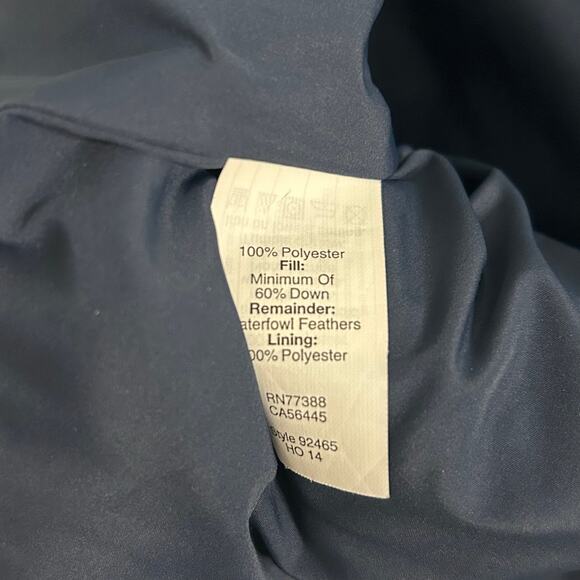 100% Polyester
Fill:
Minimum Of
60% Down
Remainder:
aterfowl Feathers
Lining:
00% Polyester
RN77388
CA56445
Style 92465
HO 14